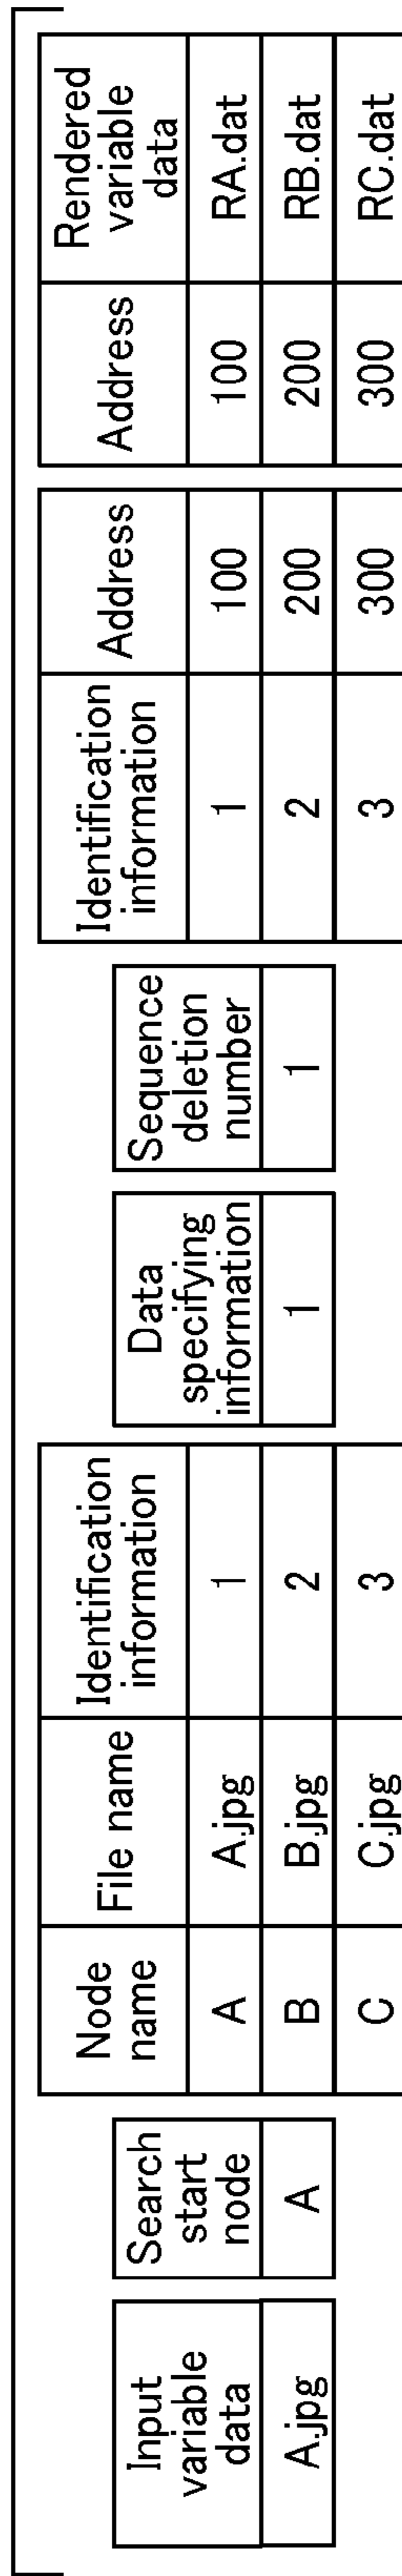 Input
variable
data
A.jpg
Search
start
node
A
Node
name
File name
Identification
information
A
A.jpg
1
B
B.jpg
2
C
C.jpg
3
Data
specifying
information
1
Sequence
deletion
number
1
Identification
information
Address
1
100
2
200
3
300
Address
Rendered
variable
data
100
RA.dat
200
RB.dat
300
RC.dat